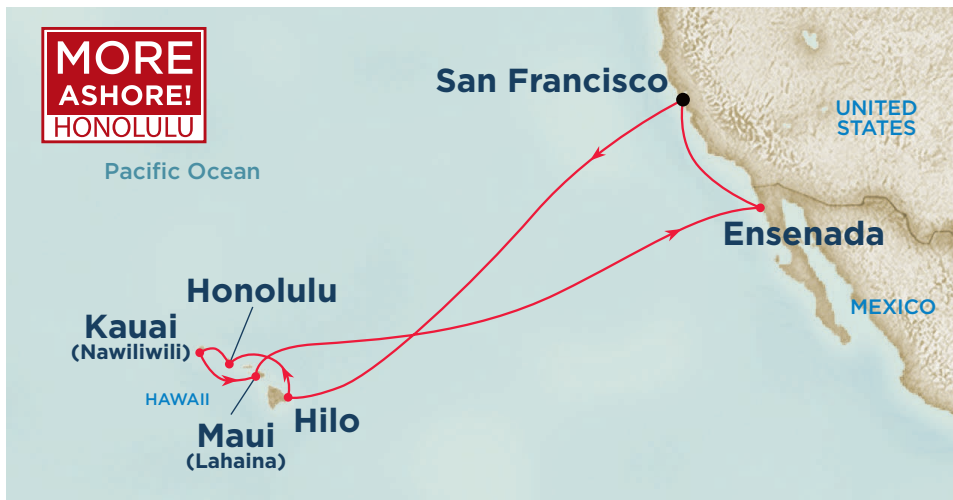 MORE
ASHORE!
HONOLULU
San Francisco
UNITED
STATES
Pacific Ocean
Ensenada
Honolulu
MEXICO
Kauai
(Nawiliwili)
HAWAII
Hilo
Maui
(Lahaina)